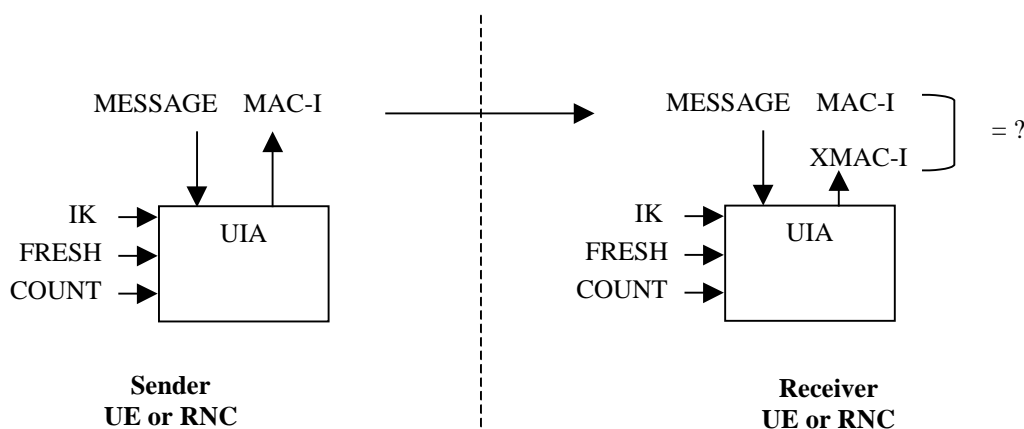 MESSAGE MAC-I
IK
FRESH
COUNT
UIA
Sender
UE or RNC
MESSAGE MAC-I
XMAC-I
= ?
IK
FRESH
COUNT
UIA
Receiver
UE or RNC